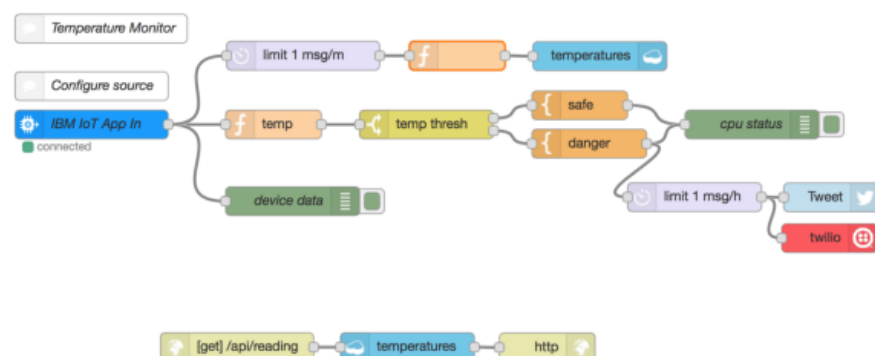 Temperature Monitor
limit 1 msg/m
temperatures
Configure source
IBM IoT App In
connected
temp
temp thresh
safe
danger
cpu status
device data
limit 1 msg/h
Tweet
twilio
[get] /api/reading
temperatures
http